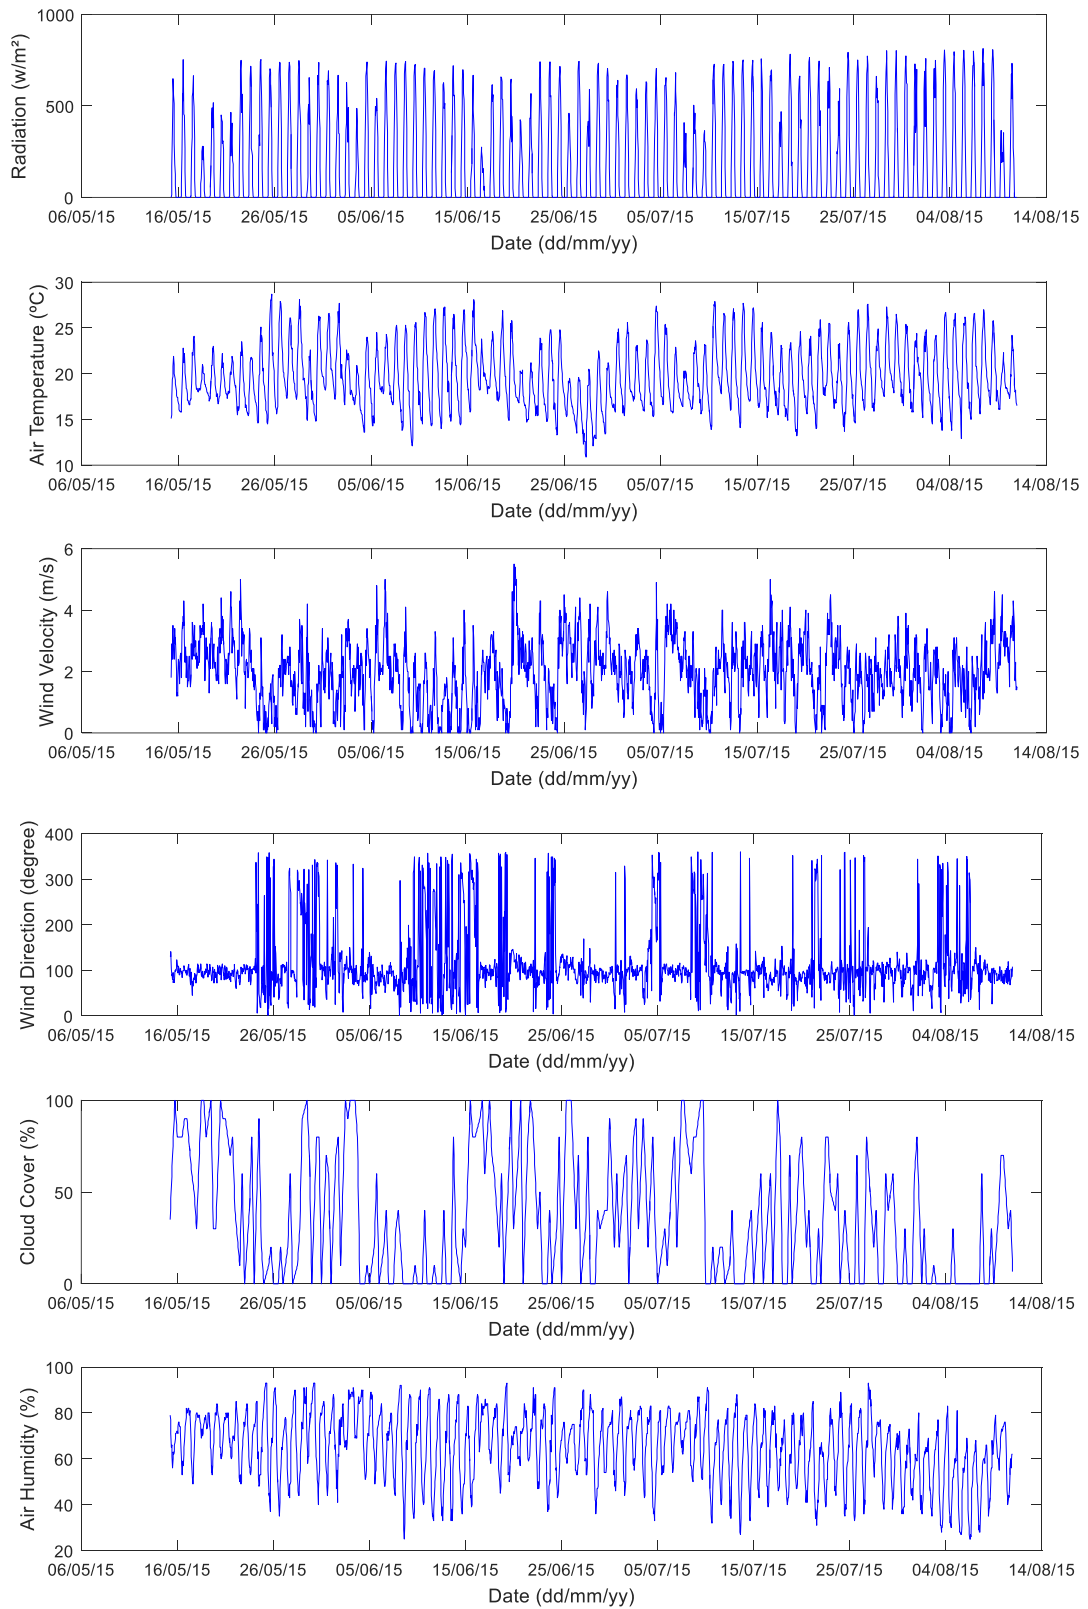 Radiation (w/m²)
1000
500
0
06/05/15 16/05/15 26/05/15 05/06/15 15/06/15 25/06/15 05/07/15 15/07/15 25/07/15 04/08/15 14/08/15
Date (dd/mm/yy)
Air Temperature (ºC)
30
25
20
15
10
06/05/15 16/05/15 26/05/15 05/06/15 15/06/15 25/06/15 05/07/15 15/07/15 25/07/15 04/08/15 14/08/15
Date (dd/mm/yy)
Wind Velocity (m/s)
6
4
2
0
06/05/15 16/05/15 26/05/15 05/06/15 15/06/15 25/06/15 05/07/15 15/07/15 25/07/15 04/08/15 14/08/15
Date (dd/mm/yy)
Wind Direction (degree)
400
300
200
100
0
06/05/15 16/05/15 26/05/15 05/06/15 15/06/15 25/06/15 05/07/15 15/07/15 25/07/15 04/08/15 14/08/15
Date (dd/mm/yy)
Cloud Cover (%)
100
50
0
06/05/15 16/05/15 26/05/15 05/06/15 15/06/15 25/06/15 05/07/15 15/07/15 25/07/15 04/08/15 14/08/15
Date (dd/mm/yy)
Air Humidity (%)
100
80
60
40
20
06/05/15 16/05/15 26/05/15 05/06/15 15/06/15 25/06/15 05/07/15 15/07/15 25/07/15 04/08/15 14/08/15
Date (dd/mm/yy)